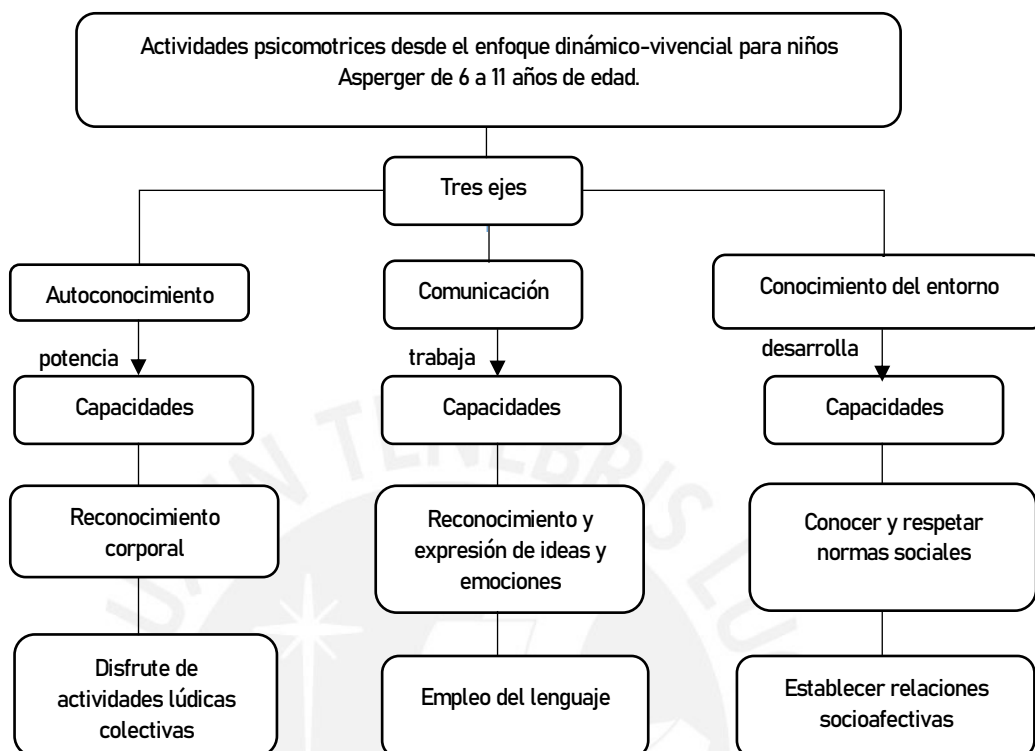 Actividades psicomotrices desde el enfoque dinámico-vivencial para niños
Asperger de 6 a 11 años de edad.
Tres ejes
Autoconocimiento
Comunicación
Conocimiento del entorno
potencia
trabaja
desarrolla
Capacidades
Capacidades
Capacidades
Reconocimiento
corporal
Reconocimiento y
expresión de ideas y
emociones
Conocer y respetar
normas sociales
Disfrute de
actividades lúdicas
colectivas
Empleo del lenguaje
Establecer relaciones
socioafectivas
IN TENEBRIS